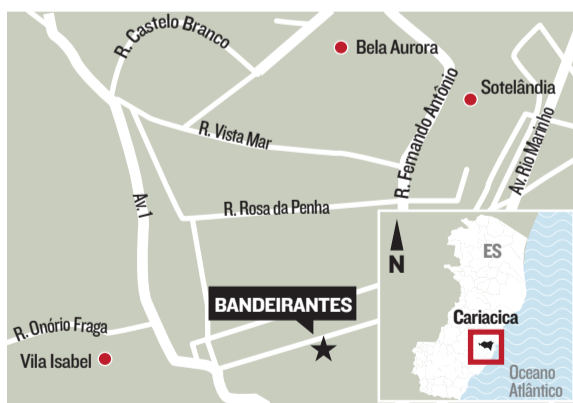 R. Castelo Branco
Bela Aurora
Sotelândia
R. Fernando Antônio
Av. Rio Marinho
R. Vista Mar
Av. 1
R. Rosa da Penha
N
ES
BANDEIRANTES
Cariacica
R. Onório Fraga
Vila Isabel
Oceano
Atlântico